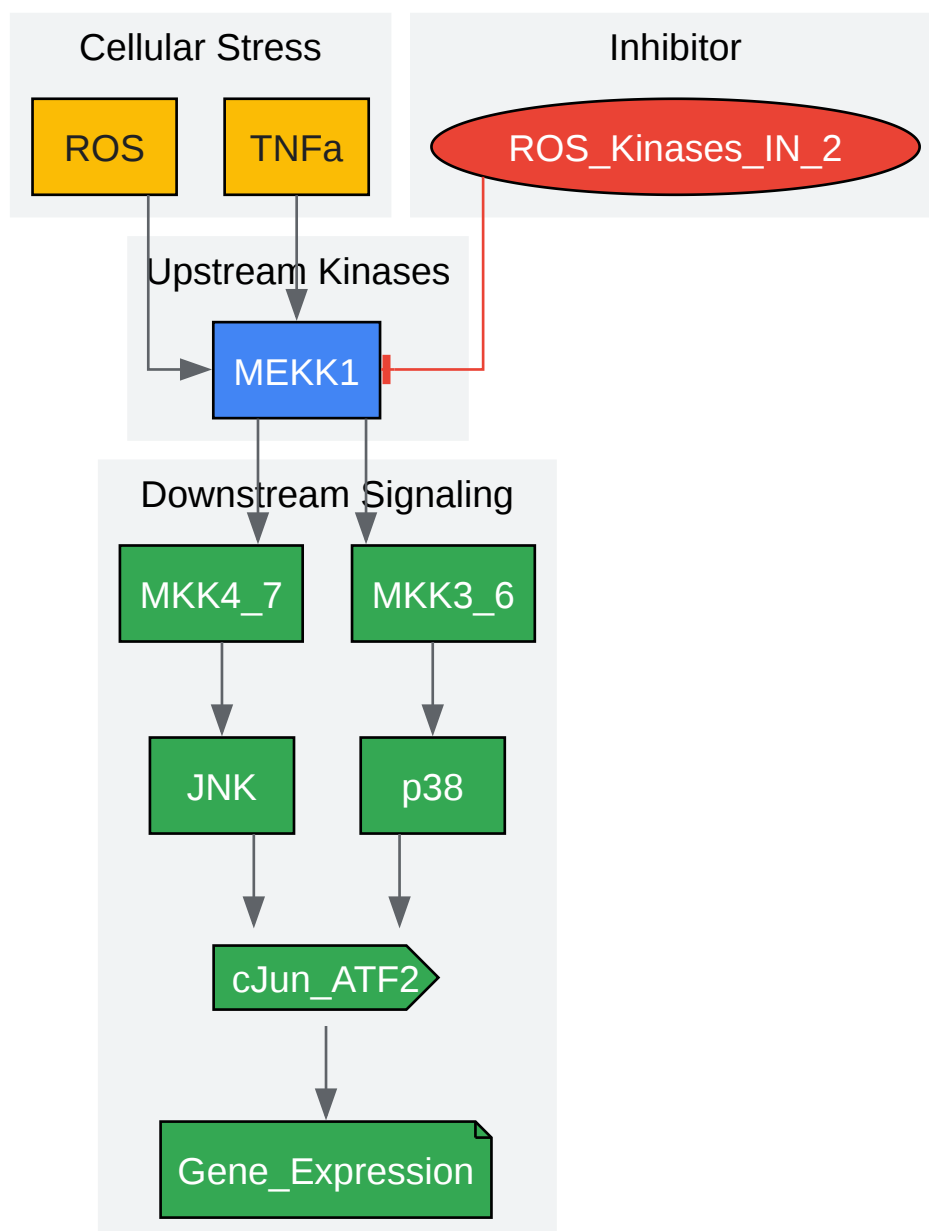 Cellular Stress
Inhibitor
ROS
TNFa
ROS_Kinases_IN_2
Upstream Kinases
MEKK1
Downstream Signaling
MKK4_7
MKK3_6
JNK
p38
cJun_ATF2
Gene_Expression